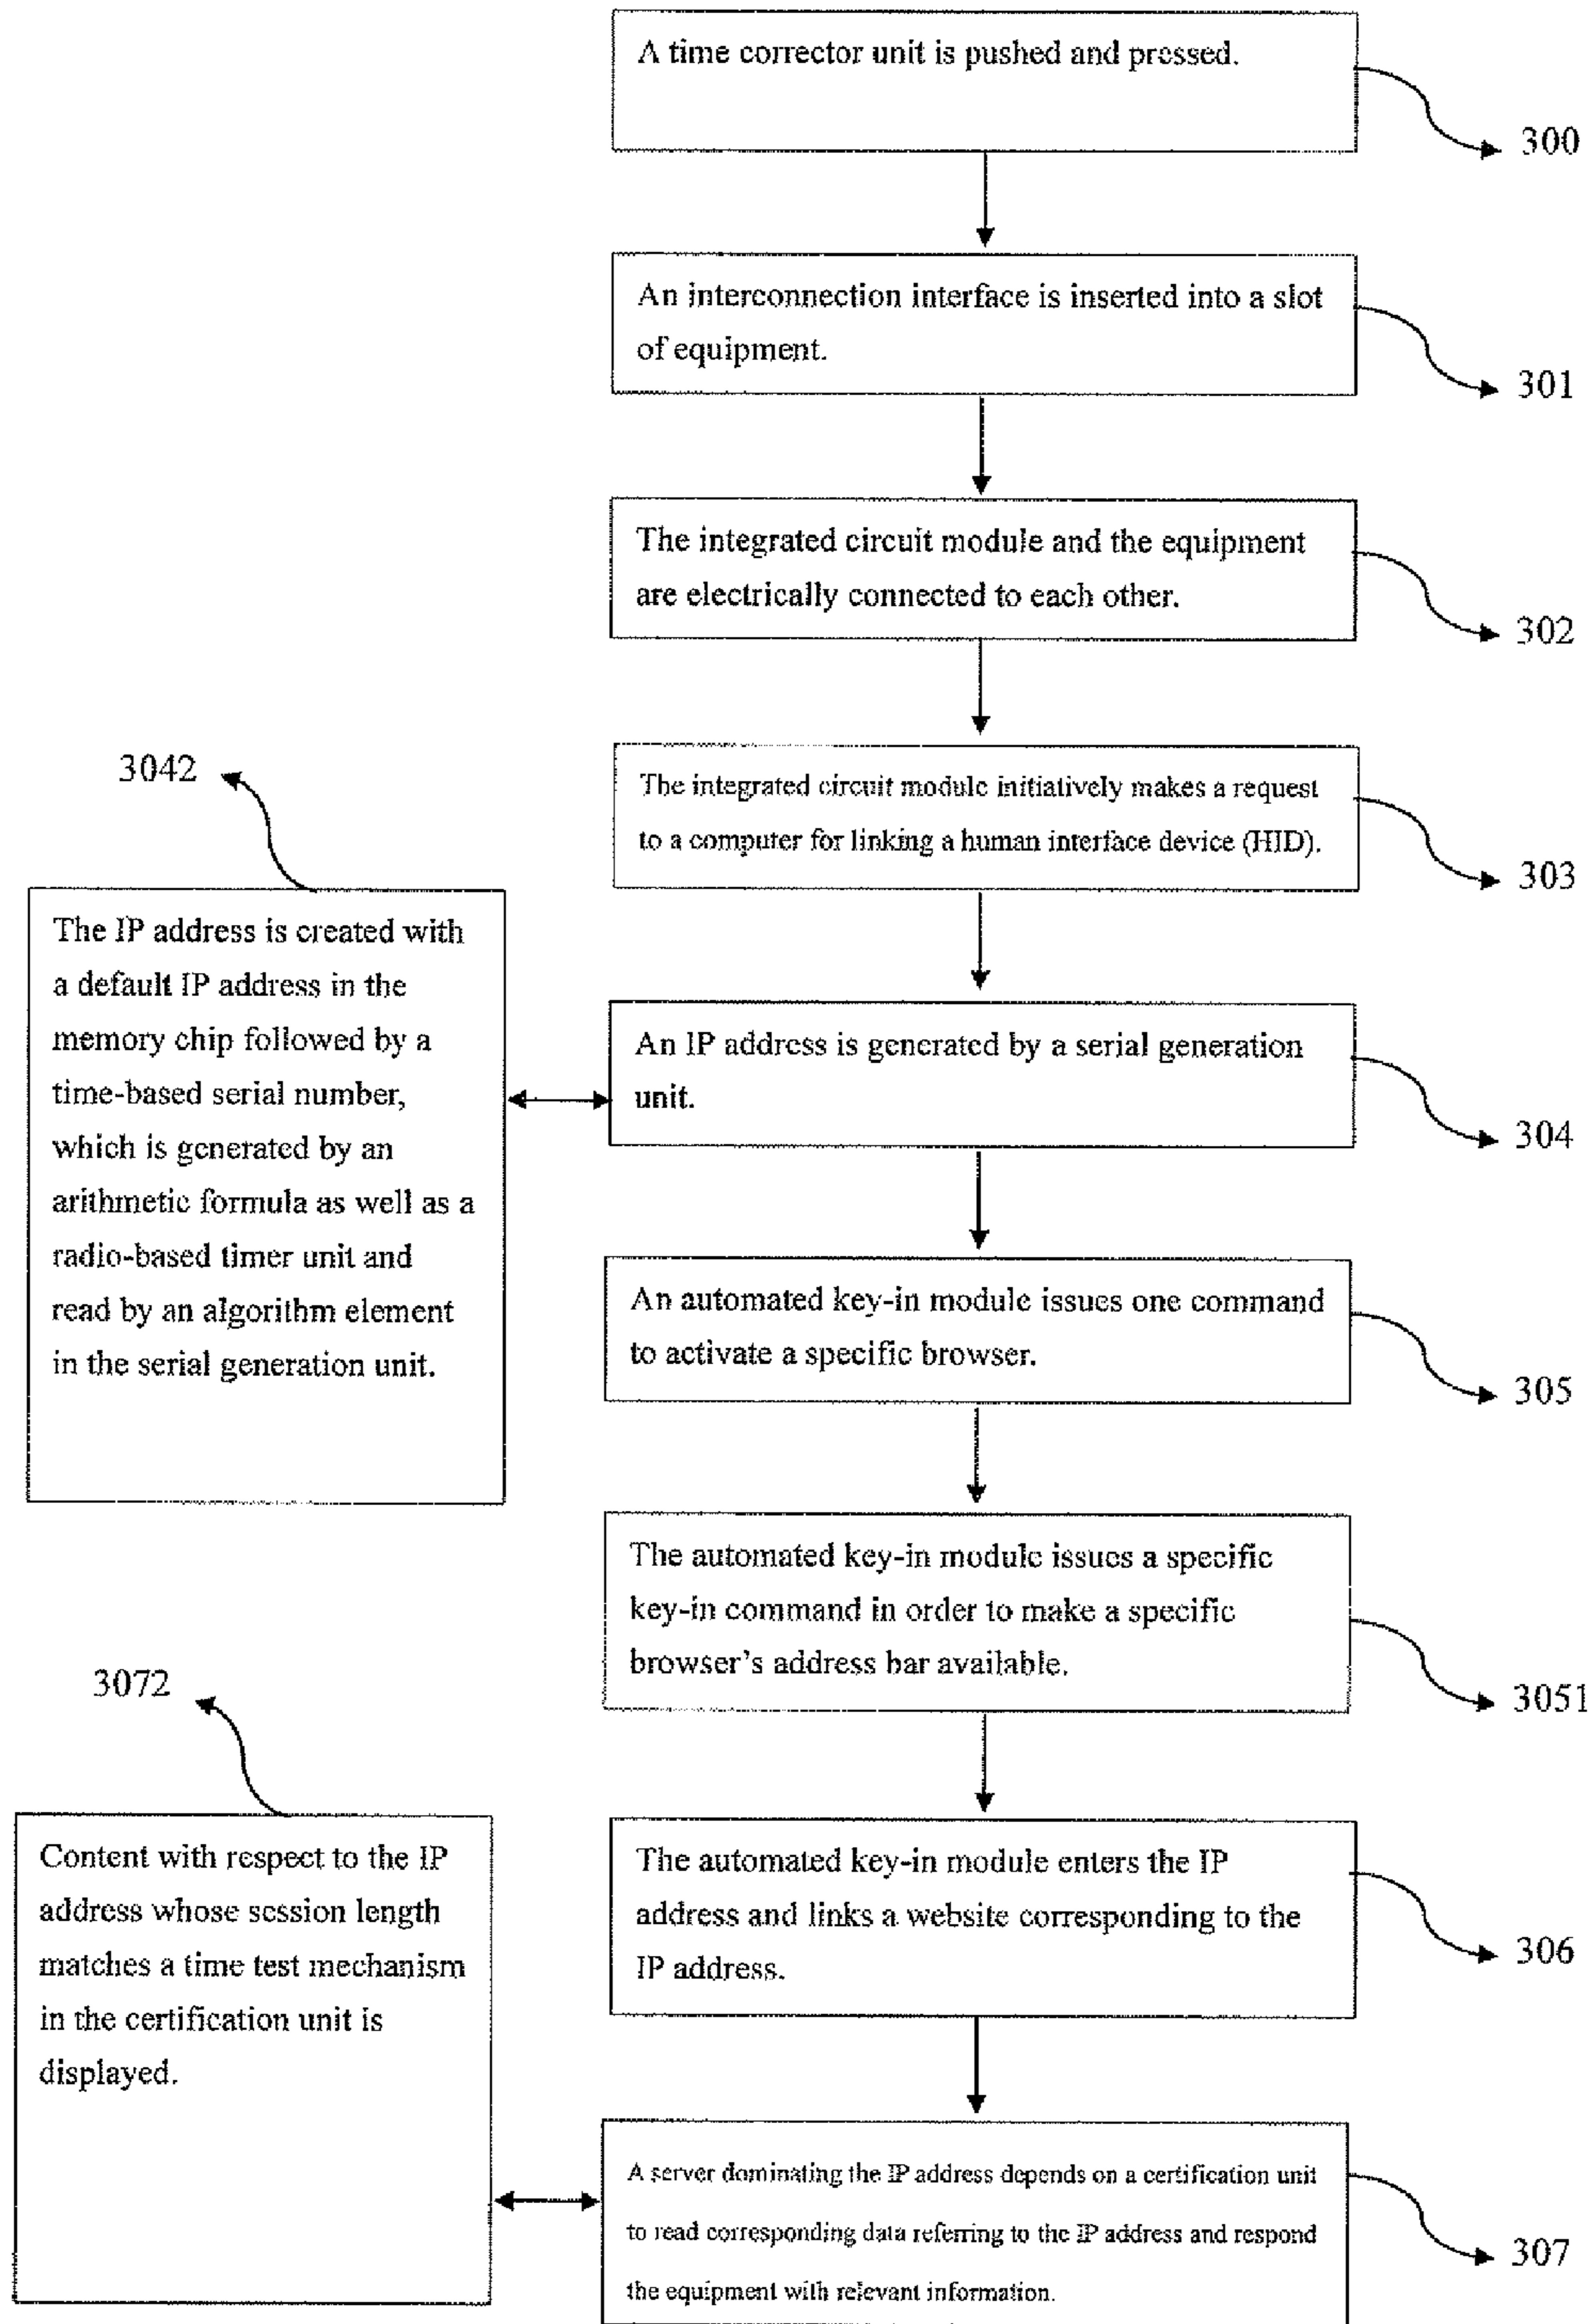 A time corrector unit is pushed and pressed.
300
An interconnection interface is inserted into a slot
of equipment.
301
The integrated circuit module and the equipment
are electrically connected to each other.
302
The integrated circuit module initiatively makes a request
to a computer for linking a human interface device (HID).
303
3042
The IP address is created with
a default IP address in the
memory chip followed by a
time-based serial number,
which is generated by an
arithmetic formula as well as a
radio-based timer unit and
read by an algorithm element
in the serial generation unit.
An IP address is generated by a serial generation
unit.
304
An automated key-in module issues one command
to activate a specific browser.
305
The automated key-in module issues a specific
key-in command in order to make a specific
browser's address bar available.
3051
The automated key-in module enters the IP
address and links a website corresponding to the
IP address.
306
3072
Content with respect to the IP
address whose session length
matches a time test mechanism
in the certification unit is
displayed.
A server dominating the IP address depends on a certification unit
to read corresponding data referring to the IP address and respond
the equipment with relevant information.
307